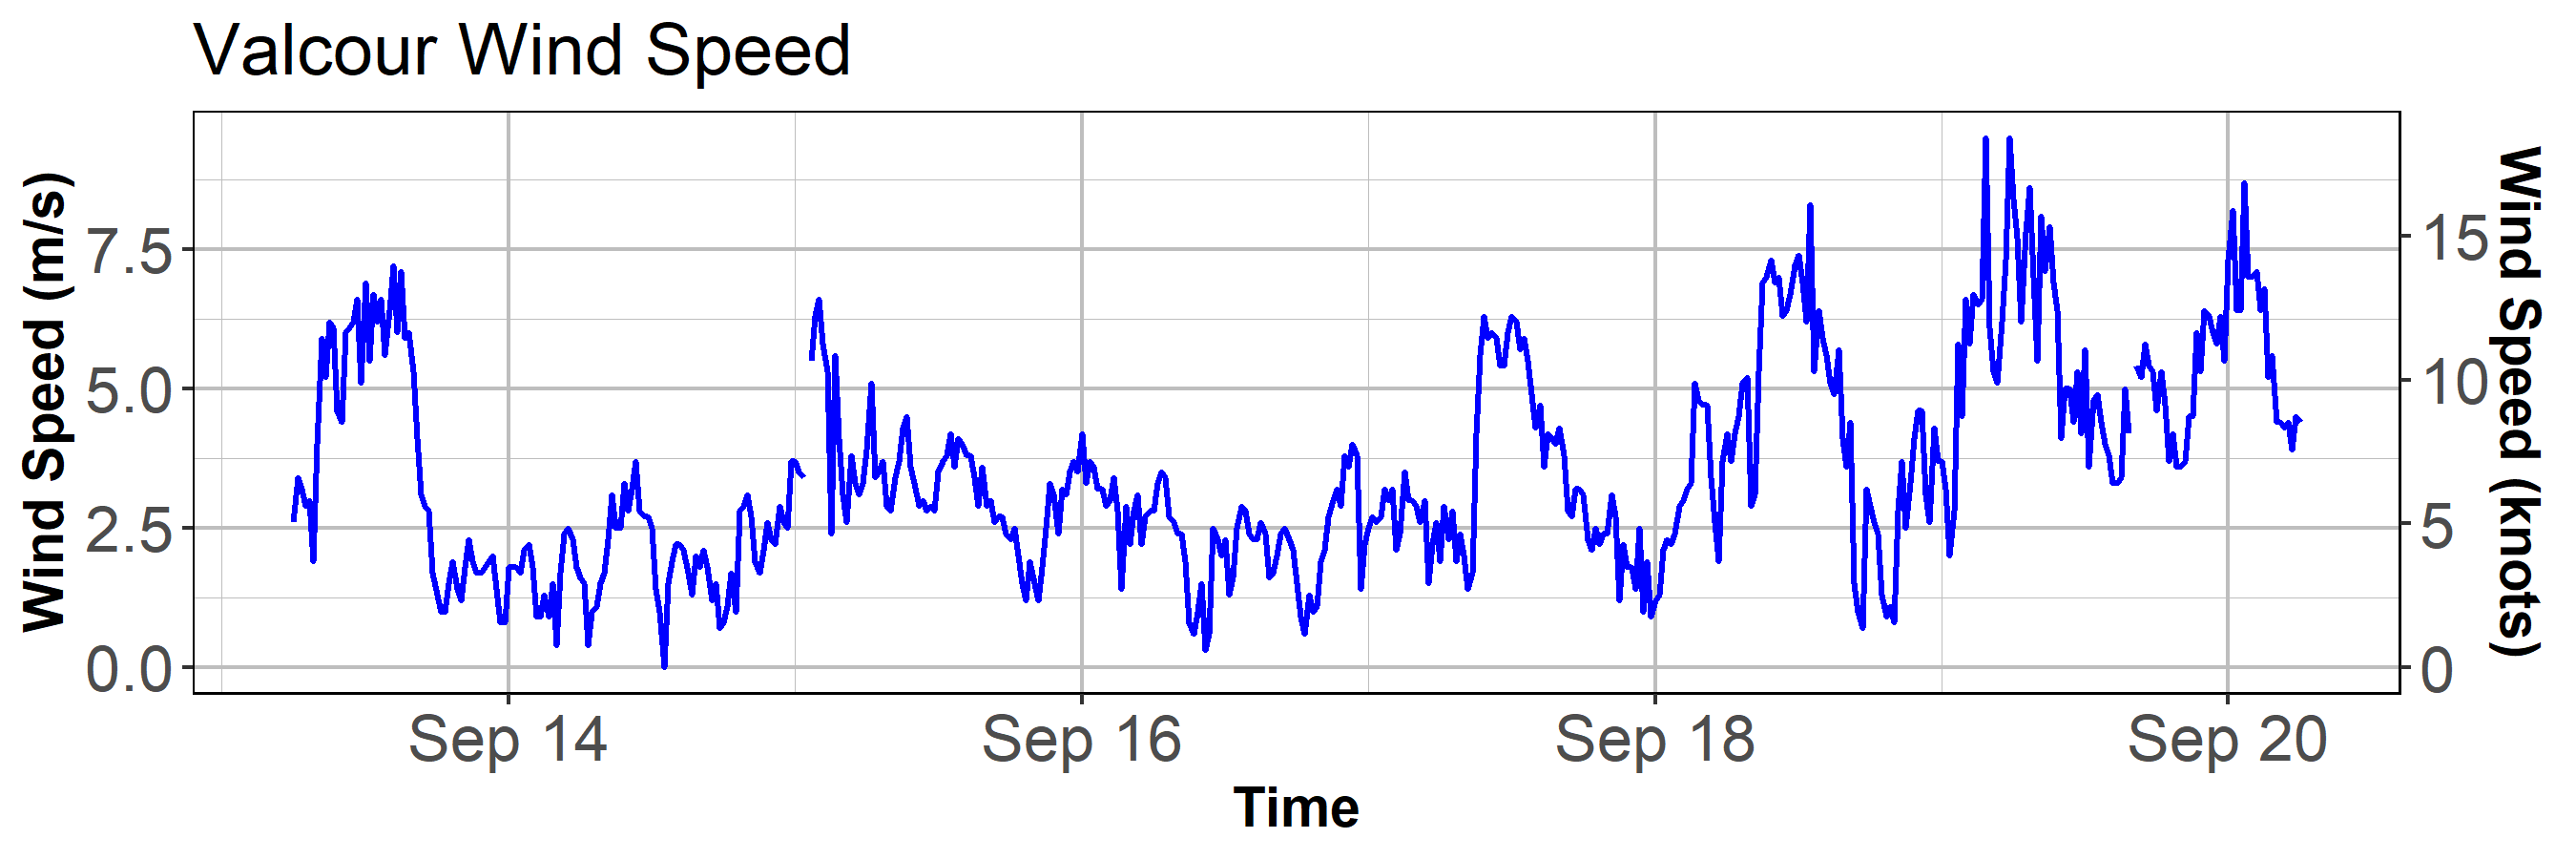 Valcour Wind Speed
Wind Speed (m/s)
7.5
5.0
2.5
0.0
15
10
5
0
Wind Speed (knots)
Sep 14 Sep 16 Sep 18 Sep 20
Time